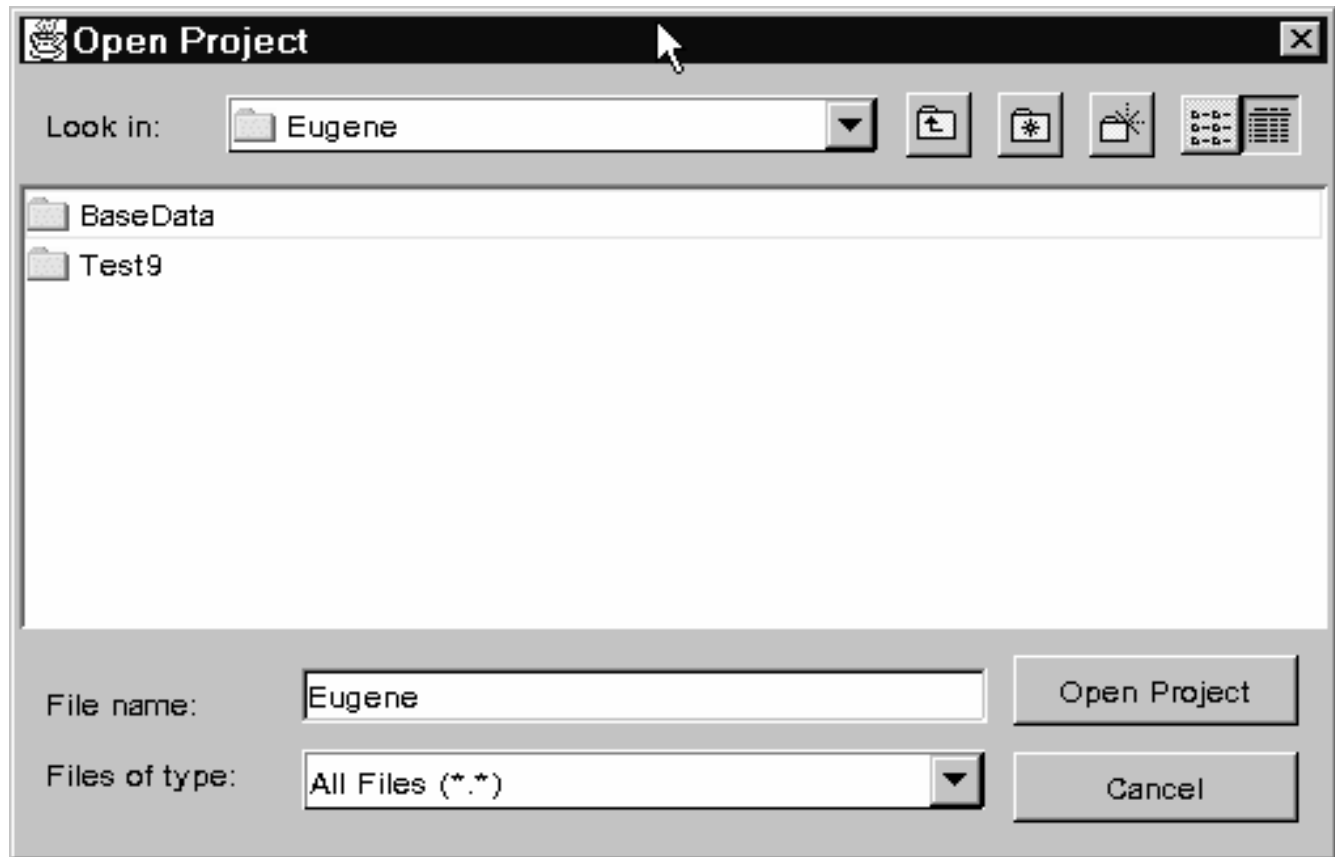 Open Project
Look in: Eugene
BaseData
Test9
File name: Eugene Open Project
Files of type: All Files (*.*) Cancel